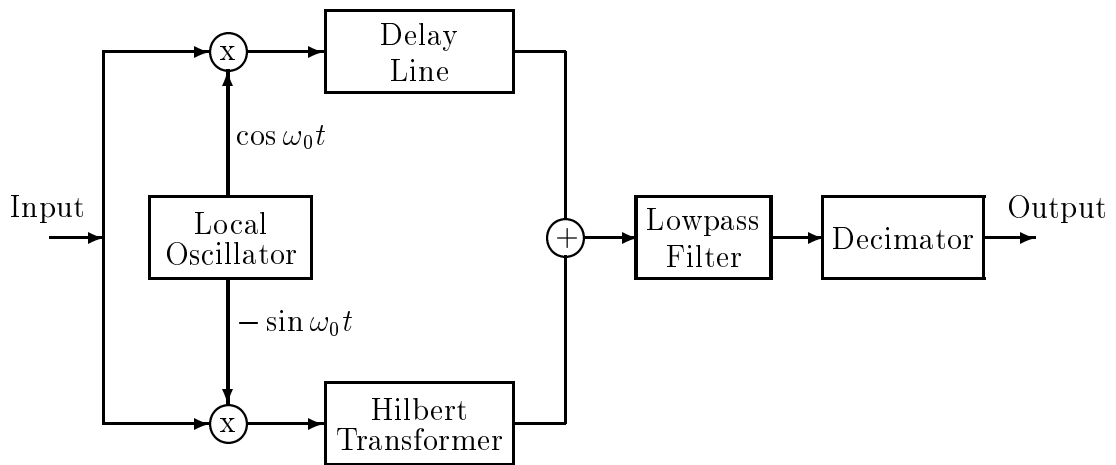 Delay
Line
x
cos ω₀t
Input
Local
Oscillator
+
Lowpass
Filter
Decimator
Output
− sin ω₀t
x
Hilbert
Transformer